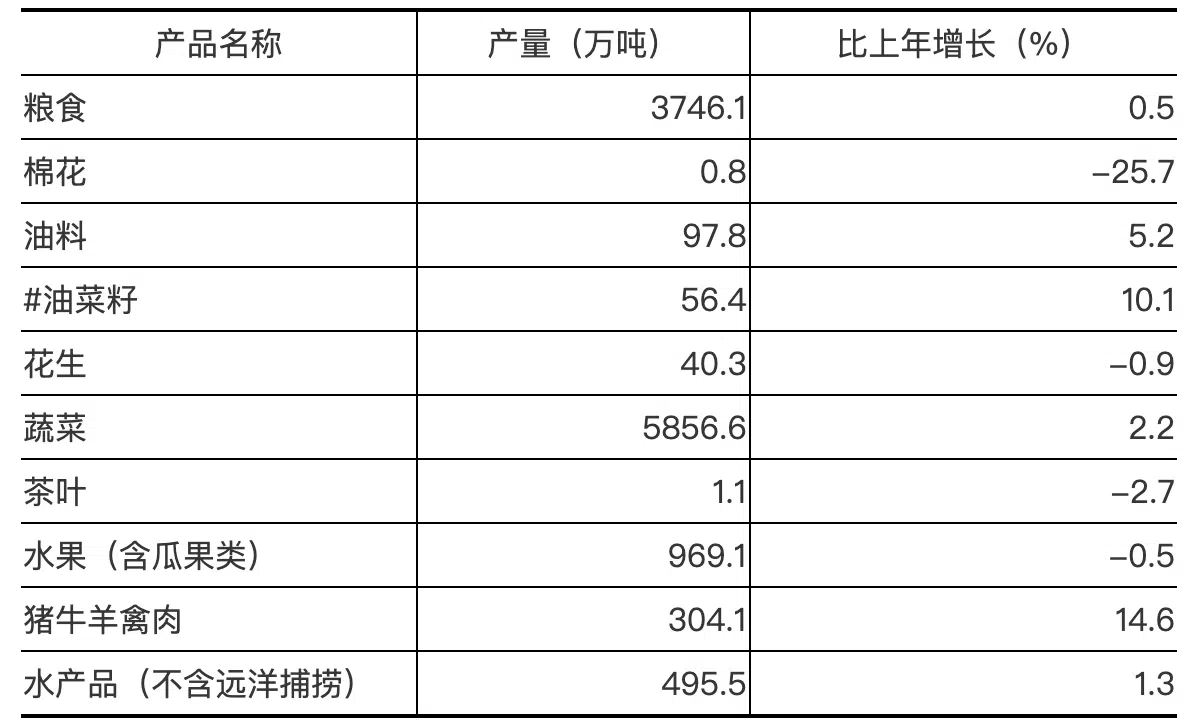 产品名称 产量（万吨） 比上年增长（%）
粮食 3746.1 0.5
棉花 0.8 -25.7
油料 97.8 5.2
#油菜籽 56.4 10.1
花生 40.3 -0.9
蔬菜 5856.6 2.2
茶叶 1.1 -2.7
水果（含瓜果类） 969.1 -0.5
猪牛羊禽肉 304.1 14.6
水产品（不含远洋捕捞） 495.5 1.3